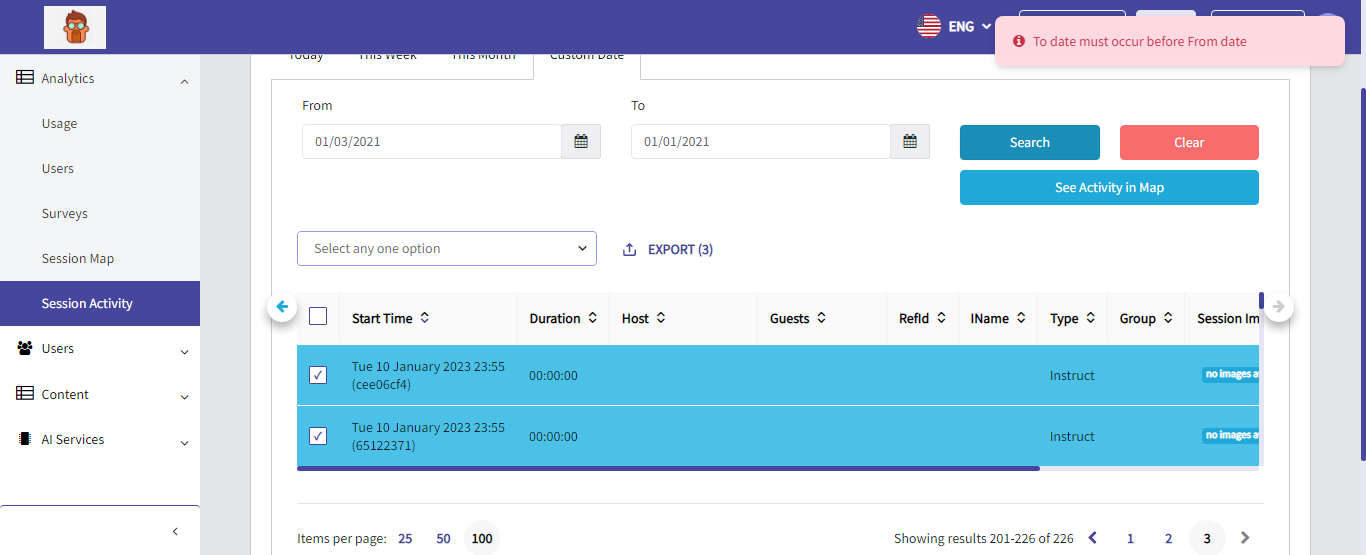 ENG
To date must occur before From date
Analytics
Usage
Users
Surveys
Session Map
Session Activity
Users
Content
AI Services
Today This Week This Month Custom Date
From To
01/03/2021 01/01/2021 Search Clear
See Activity in Map
Select any one option EXPORT (3)
Start Time Duration Host Guests RefId IName Type Group Session Im
Tue 10 January 2023 23:55
(cee06cf4) 00:00:00 Instruct no images a
Tue 10 January 2023 23:55
(65122371) 00:00:00 Instruct no images a
Items per page: 25 50 100 Showing results 201-226 of 226 1 2 3